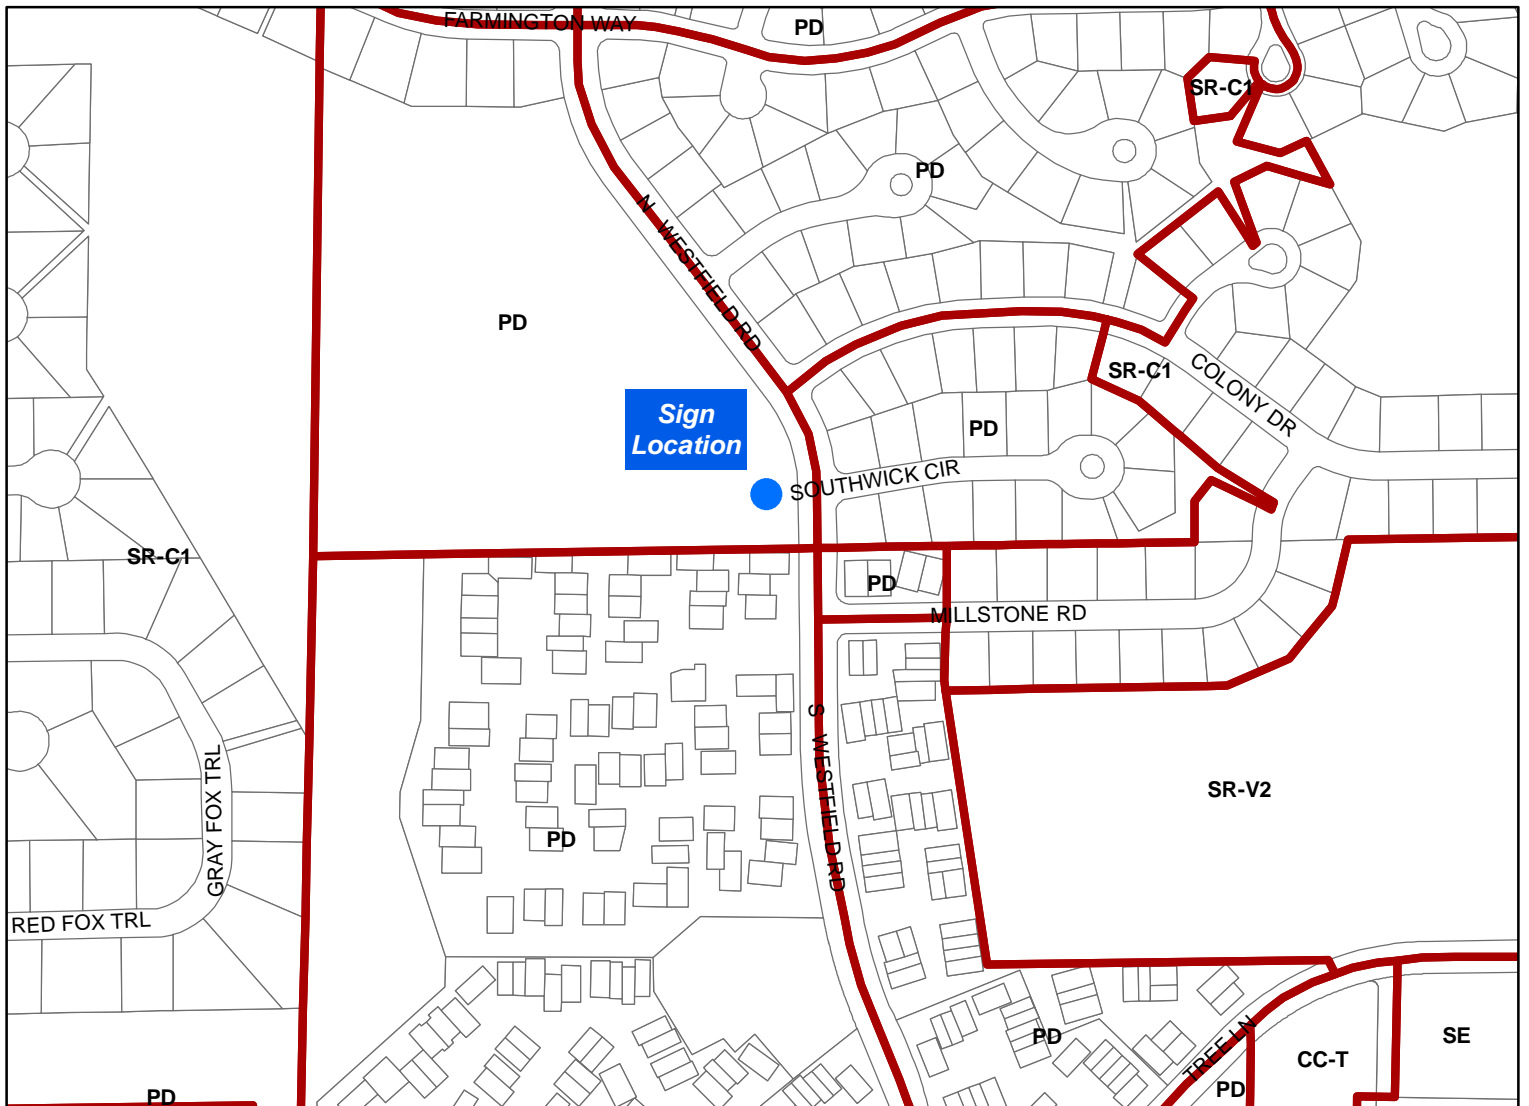 FARMINGTON WAY
PD
SR-C1
PD
N WESTFIELD RD
PD
SR-C1
COLONY DR
Sign
Location
PD
SOUTHWICK CIR
SR-C1
PD
MILLSTONE RD
S WESTFIELD RD
GRAY FOX TRL
SR-V2
PD
RED FOX TRL
TREE LN
PD
SE
CC-T
PD
PD